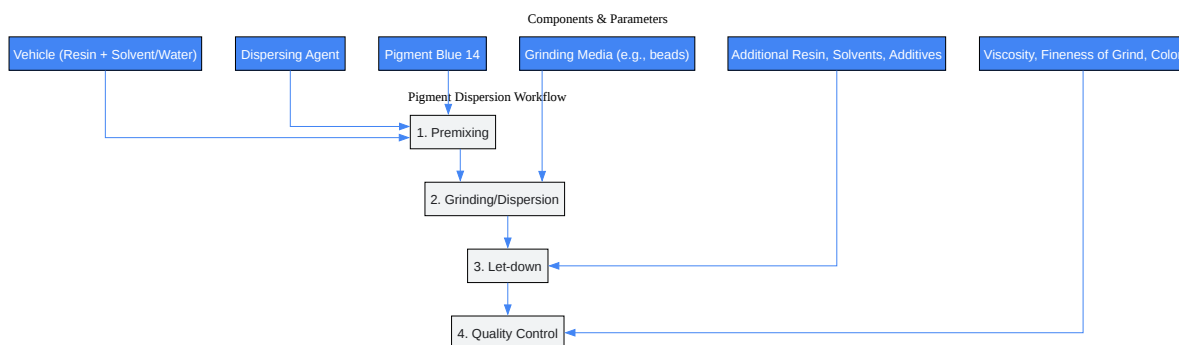 Components & Parameters
Vehicle (Resin + Solvent/Water)
Dispersing Agent
Pigment Blue 14
Grinding Media (e.g., beads)
Additional Resin, Solvents, Additives
Viscosity, Fineness of Grind, Colo
Pigment Dispersion Workflow
1. Premixing
2. Grinding/Dispersion
3. Let-down
4. Quality Control